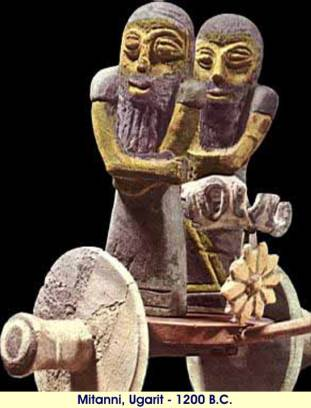 Mitanni, Ugarit - 1200 B.C.